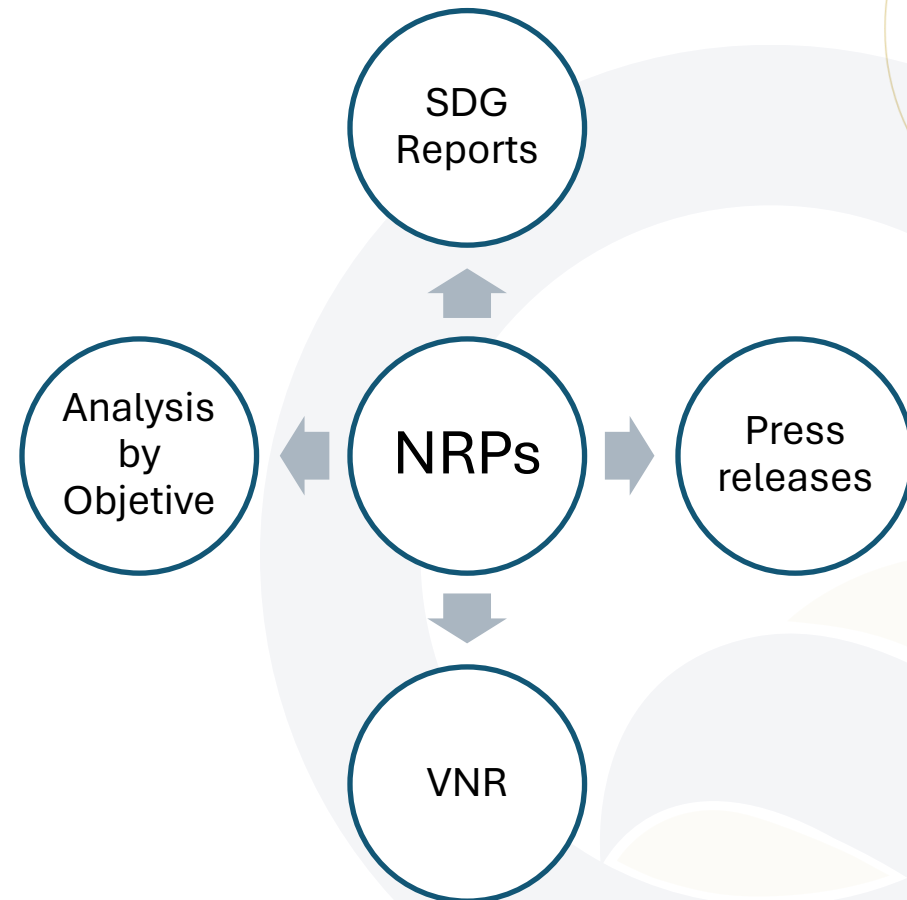 SDG
Reports
Analysis
by
Objetive
NRPs
Press
releases
VNR